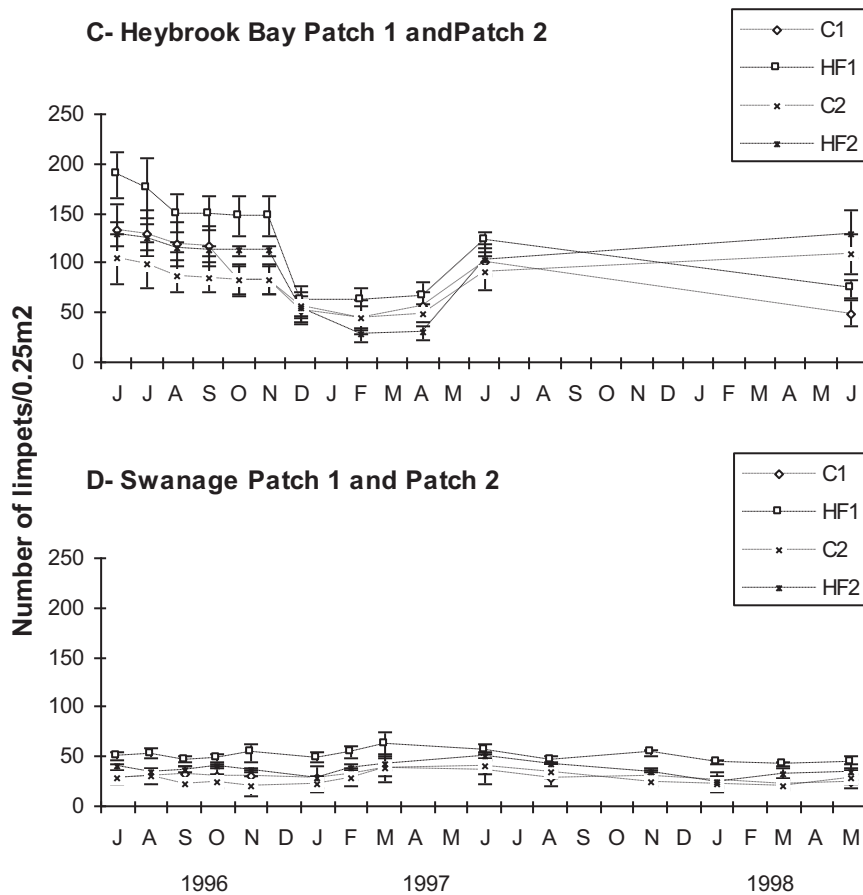 C- Heybrook Bay Patch 1 andPatch 2
C1
HF1
C2
HF2
250
200
150
100
50
0
J J A S O N D F M A M J J A S O N D J F M A M J
Number of limpets/0.25m2
D- Swanage Patch 1 and Patch 2
C1
HF1
C2
HF2
250
200
150
100
50
0
J A S O N D J F M A M J J A S O N D J F M A M
1996 1997 1998